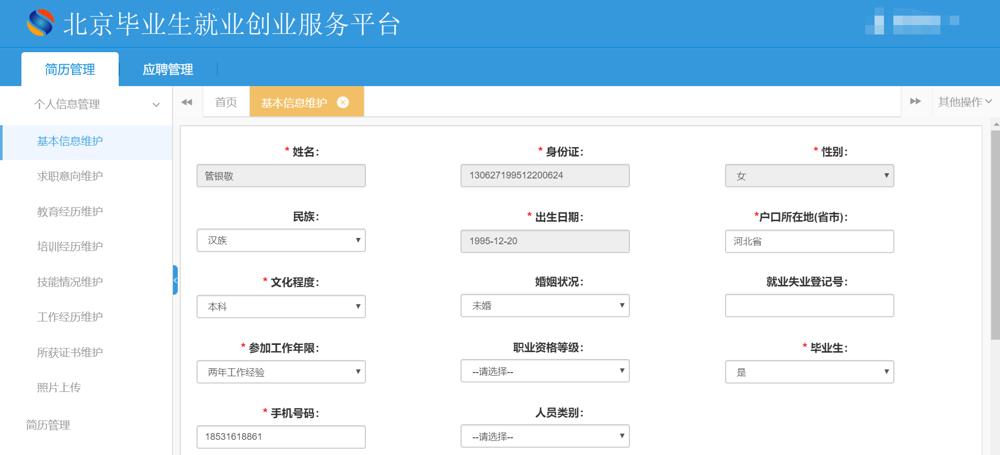 北京毕业生就业创业服务平台
简历管理 应聘管理
个人信息管理
基本信息维护
求职意向维护
教育经历维护
培训经历维护
技能情况维护
工作经历维护
所获证书维护
照片上传
简历管理
首页 基本信息维护 其他操作
* 姓名: * 身份证: * 性别:
管银敬 130627199512200624 女
民族: * 出生日期: *户口所在地(省市):
汉族 1995-12-20 河北省
* 文化程度: 婚姻状况: 就业失业登记号:
本科 未婚
* 参加工作年限: 职业资格等级: * 毕业生:
两年工作经验 --请选择-- 是
* 手机号码: 人员类别:
18531618861 --请选择--